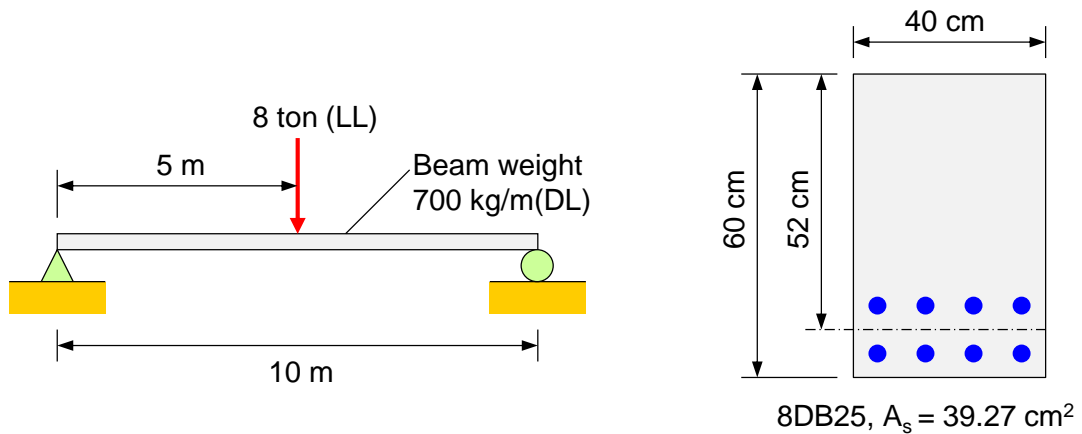 8 ton (LL)
5 m
Beam weight
700 kg/m(DL)
10 m
40 cm
60 cm
52 cm
8DB25, Aₛ = 39.27 cm²